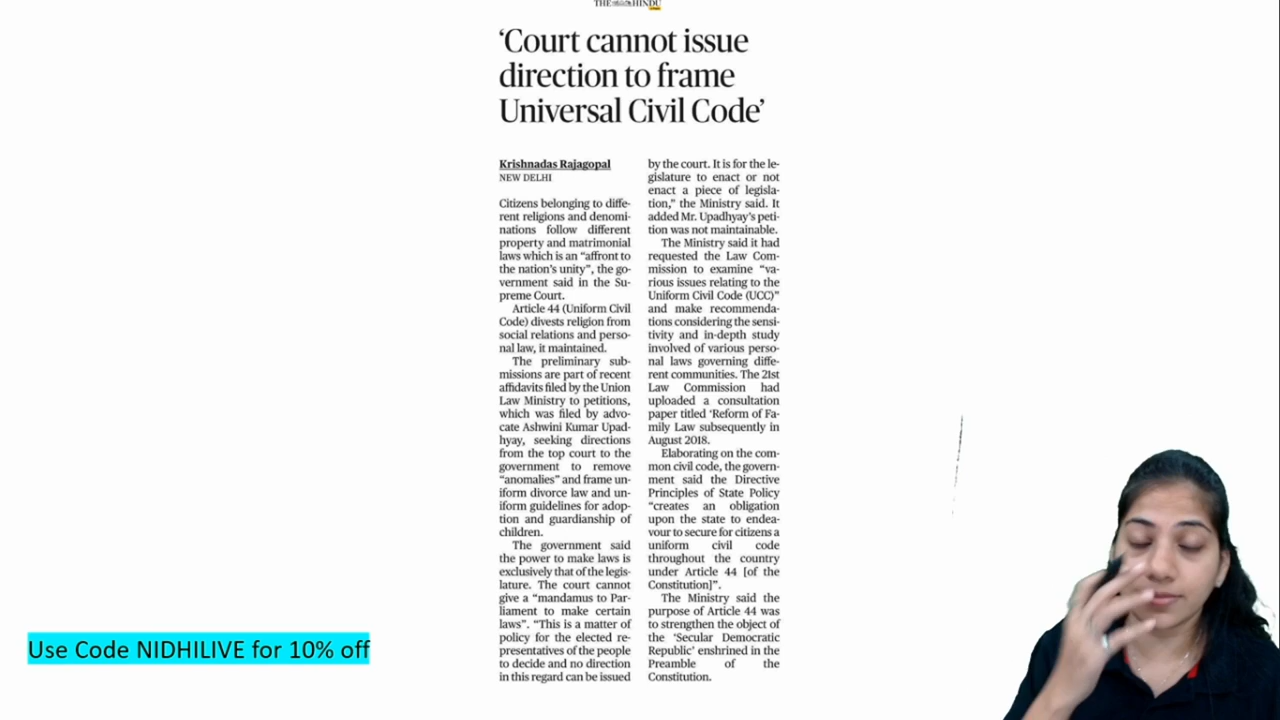 THE HINDU
‘Court cannot issue
direction to frame
Universal Civil Code’
Krishnadas Rajagopal
NEW DELHI
Citizens belonging to diffe-
rent religions and denomi-
nations follow different
property and matrimonial
laws which is an “affront to
the nation’s unity”, the go-
vernment said in the Su-
preme Court.
Article 44 (Uniform Civil
Code) divests religion from
social relations and perso-
nal law, it maintained.
The preliminary sub-
missions are part of recent
affidavits filed by the Union
Law Ministry to petitions,
which was filed by advo-
cate Ashwini Kumar Upad-
hyay, seeking directions
from the top court to the
government to remove
“anomalies” and frame un-
iform divorce law and un-
iform guidelines for adop-
tion and guardianship of
children.
The government said
the power to make laws is
exclusively that of the legis-
lature. The court cannot
give a “mandamus to Par-
liament to make certain
laws”. “This is a matter of
policy for the elected re-
presentatives of the people
to decide and no direction
in this regard can be issued
by the court. It is for the le-
gislature to enact or not
enact a piece of legisla-
tion,” the Ministry said. It
added Mr. Upadhyay’s peti-
tion was not maintainable.
The Ministry said it had
requested the Law Com-
mission to examine “va-
rious issues relating to the
Uniform Civil Code (UCC)”
and make recommenda-
tions considering the sensi-
tivity and in-depth study
involved of various perso-
nal laws governing diffe-
rent communities. The 21st
Law Commission had
uploaded a consultation
paper titled ‘Reform of Fa-
mily Law subsequently in
August 2018.
Elaborating on the com-
mon civil code, the govern-
ment said the Directive
Principles of State Policy
“creates an obligation
upon the state to endea-
vour to secure for citizens a
uniform civil code
throughout the country
under Article 44 [of the
Constitution]”.
The Ministry said the
purpose of Article 44 was
to strengthen the object of
the ‘Secular Democratic
Republic’ enshrined in the
Preamble of the
Constitution.
Use Code NIDHILIVE for 10% off